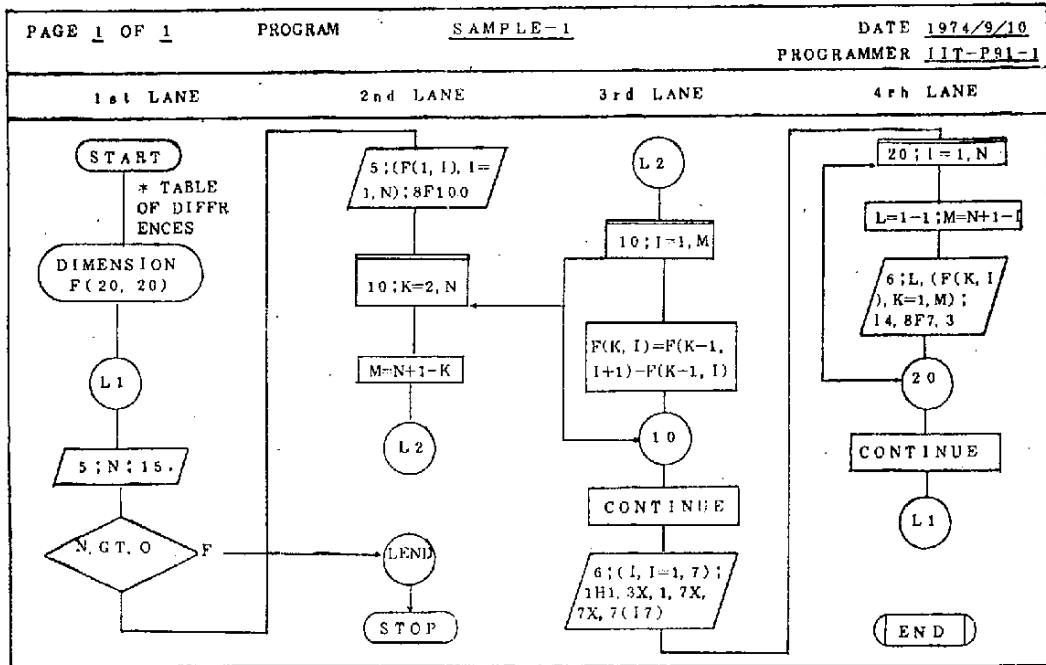 PAGE 1 OF 1 PROGRAM SAMPLE-1 DATE 1974/9/10
PROGRAMMER IIT-P91-1
1st LANE 2nd LANE 3rd LANE 4rh LANE
START
* TABLE
OF DIFFR
ENCES
DIMENSION
F(20, 20)
L1
5;N;15.
N.GT.O F
5;(F(1, I), I=
1, N);8F10.0
10;K=2, N
M=N+1-K
L2
LEND
STOP
L2
10;I=1, M
F(K, I)=F(K-1,
I+1)-F(K-1, I)
10
CONTINUE
6;(I, I=1, 7);
1H1, 3X, 1, 7X,
7X, 7(I7)
20;I=1, N
L=1-1;M=N+1-I
6;L, (F(K, I
), K=1, M);
I4, 8F7, 3
20
CONTINUE
L1
END